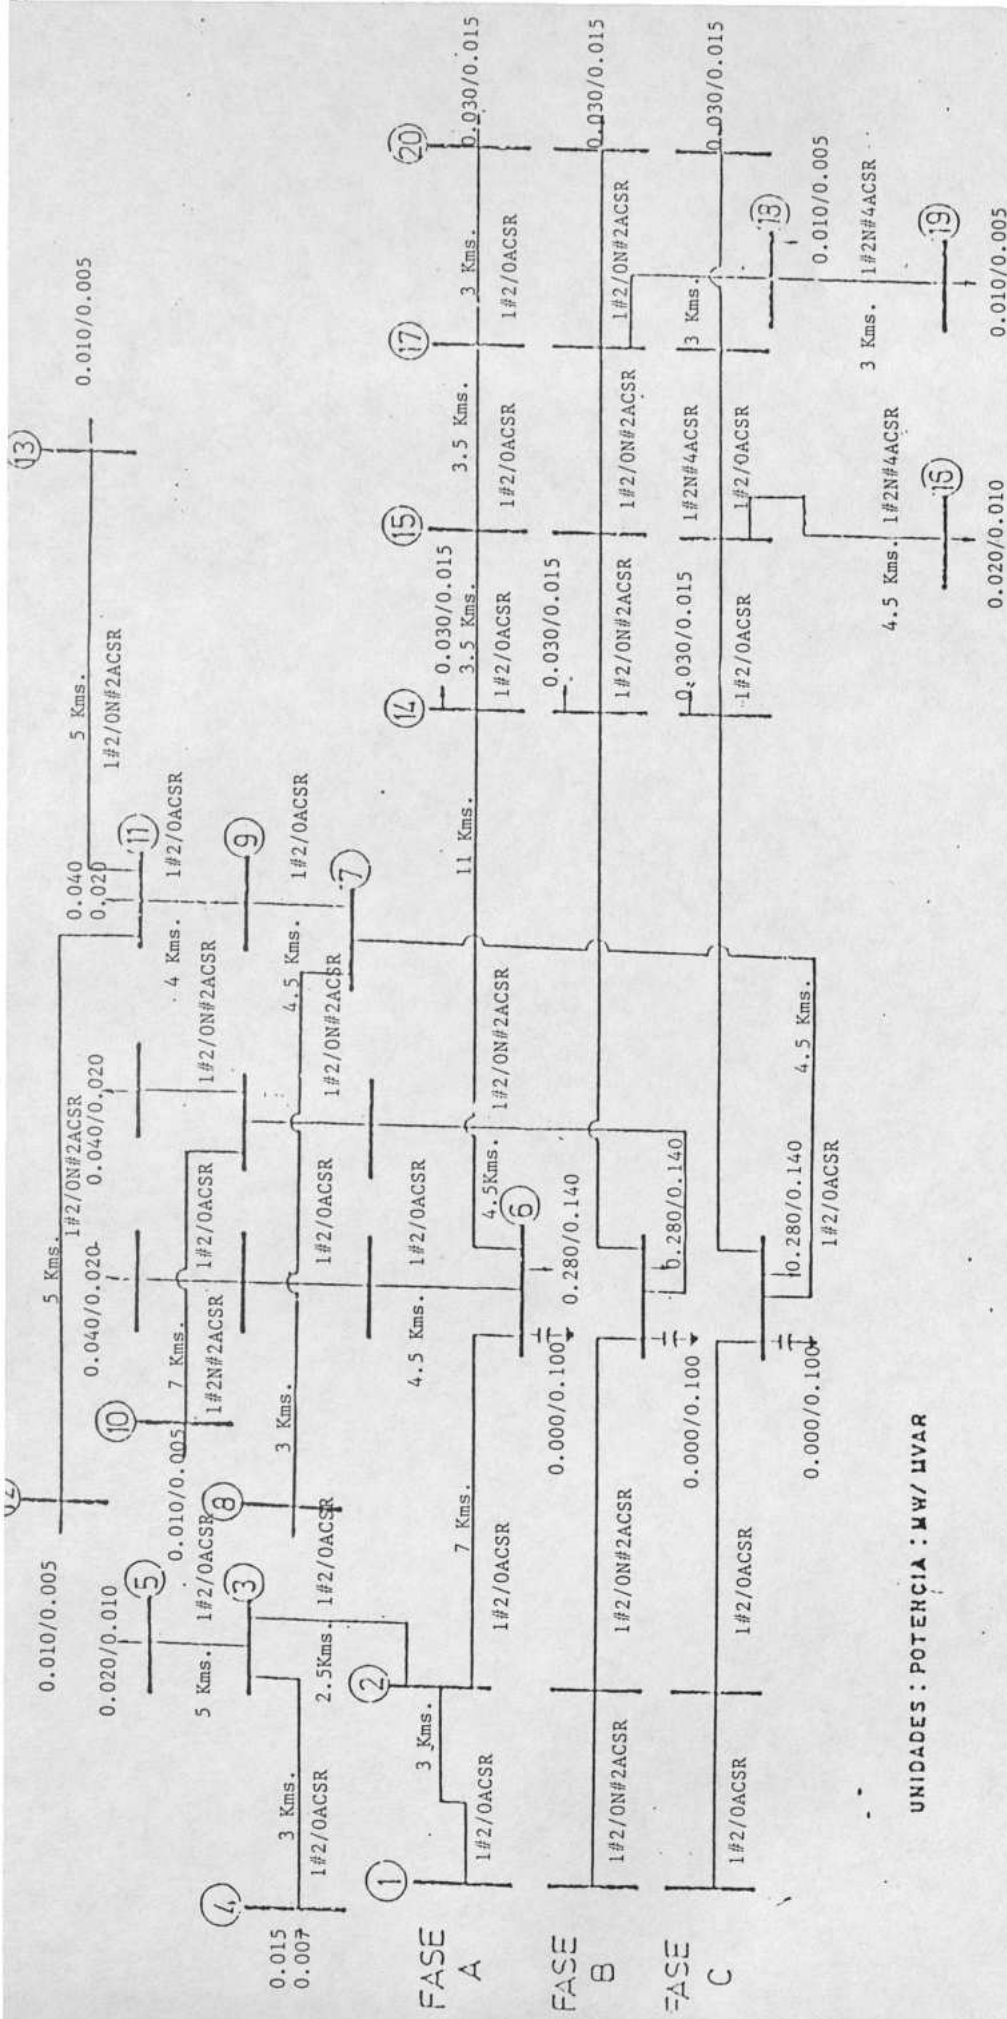 12
0.010/0.005
5 Kms.
1#2/0N#2ACSR
5 Kms.
1#2/0N#2ACSR
13
0.010/0.005
0.040
0.020
11
0.020/0.010
5
5 Kms.
1#2/0ACSR
3
10
0.010/0.005
7 Kms.
1#2N#2ACSR
0.040/0.020
0.040/0.020
1#2/0ACSR
1#2/0N#2ACSR
4 Kms.
1#2/0ACSR
9
4
0.015
0.007
3 Kms.
1#2/0ACSR
2.5Kms.
1#2/0ACSR
8
3 Kms.
1#2/0ACSR
1#2/0N#2ACSR
4.5 Kms.
1#2/0ACSR
7
FASE
A
1
3 Kms.
1#2/0ACSR
2
7 Kms.
1#2/0ACSR
4.5 Kms.
1#2/0ACSR
4.5Kms.
1#2/0N#2ACSR
6
0.280/0.140
0.000/0.100
11 Kms.
14
0.030/0.015
3.5 Kms.
1#2/0ACSR
15
3.5 Kms.
1#2/0ACSR
17
3 Kms.
1#2/0ACSR
20
0.030/0.015
FASE
B
1#2/0N#2ACSR
1#2/0N#2ACSR
0.280/0.140
0.000/0.100
0.030/0.015
1#2/0N#2ACSR
1#2/0N#2ACSR
1#2/0N#2ACSR
0.030/0.015
FASE
C
1#2/0ACSR
1#2/0ACSR
0.280/0.140
0.000/0.100
4.5 Kms.
1#2/0ACSR
0.030/0.015
1#2/0ACSR
1#2N#4ACSR
1#2/0ACSR
3 Kms.
0.030/0.015
18
0.010/0.005
4.5 Kms.
1#2N#4ACSR
16
0.020/0.010
3 Kms.
1#2N#4ACSR
19
0.010/0.005
UNIDADES : POTENCIA : MW/ MVAR